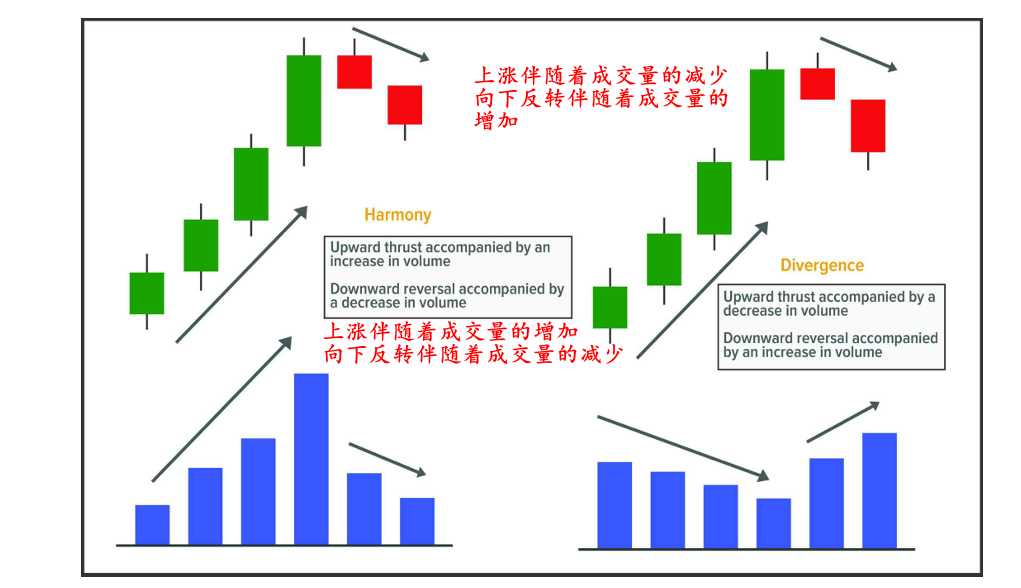 上涨伴随着成交量的减少
向下反转伴随着成交量的
增加
Harmony
Upward thrust accompanied by an
increase in volume
Downward reversal accompanied by
a decrease in volume
上涨伴随着成交量的增加
向下反转伴随着成交量的减少
Divergence
Upward thrust accompanied by a
decrease in volume
Downward reversal accompanied
by an increase in volume